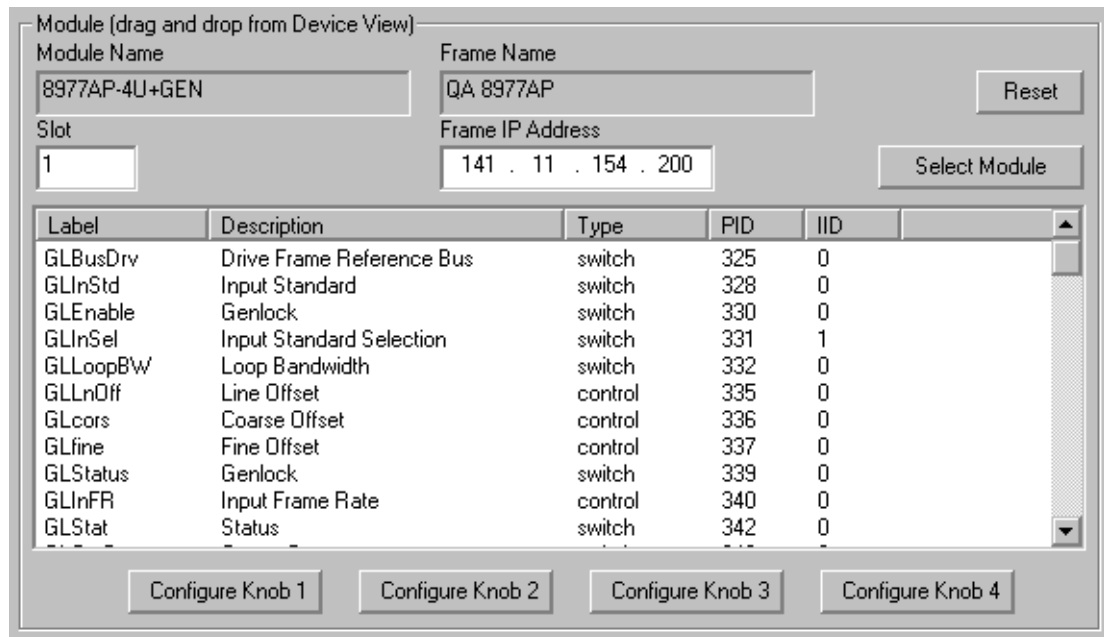 Module (drag and drop from Device View)
Module Name Frame Name
8977AP-4U+GEN QA 8977AP Reset
Slot Frame IP Address
1 141 . 11 . 154 . 200 Select Module
Label Description Type PID IID
GLBusDrv Drive Frame Reference Bus switch 325 0
GLInStd Input Standard switch 328 0
GLEnable Genlock switch 330 0
GLInSel Input Standard Selection switch 331 1
GLLoopBW Loop Bandwidth switch 332 0
GLLnOff Line Offset control 335 0
GLcors Coarse Offset control 336 0
GLfine Fine Offset control 337 0
GLStatus Genlock switch 339 0
GLInFR Input Frame Rate control 340 0
GLStat Status switch 342 0
Configure Knob 1 Configure Knob 2 Configure Knob 3 Configure Knob 4